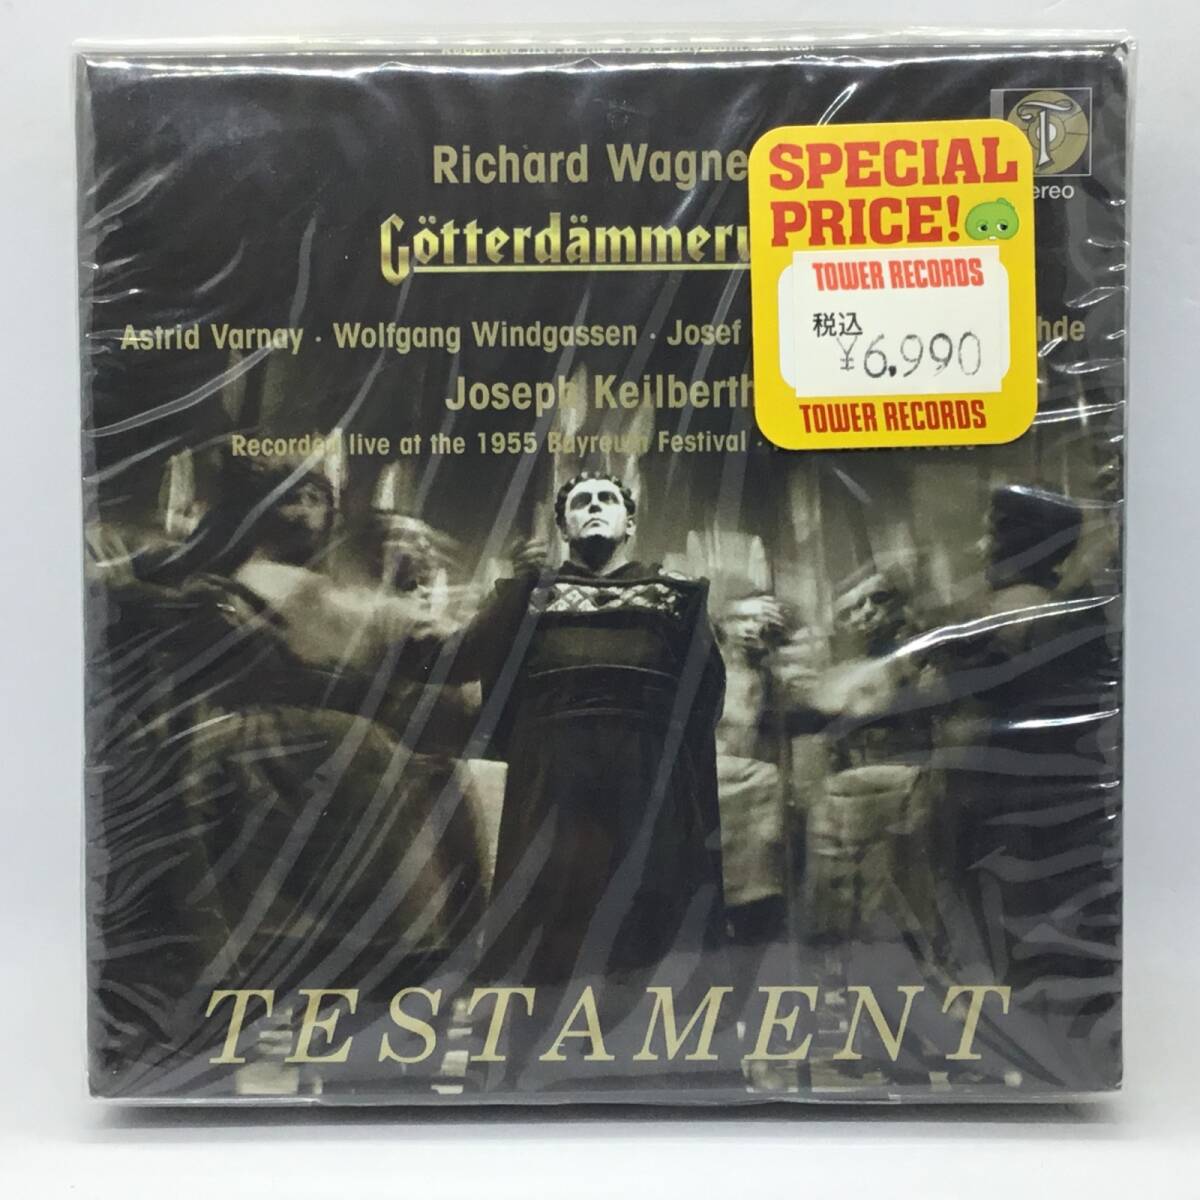 Richard Wagne
Götterdämmeru
Astrid Varnay · Wolfgang Windgassen · Josef hde
Joseph Keilberth
Recorded live at the 1955 Bayreuth Festival ·
ereo
SPECIAL
PRICE!
TOWER RECORDS
税込
¥6,990
TOWER RECORDS
TESTAMENT